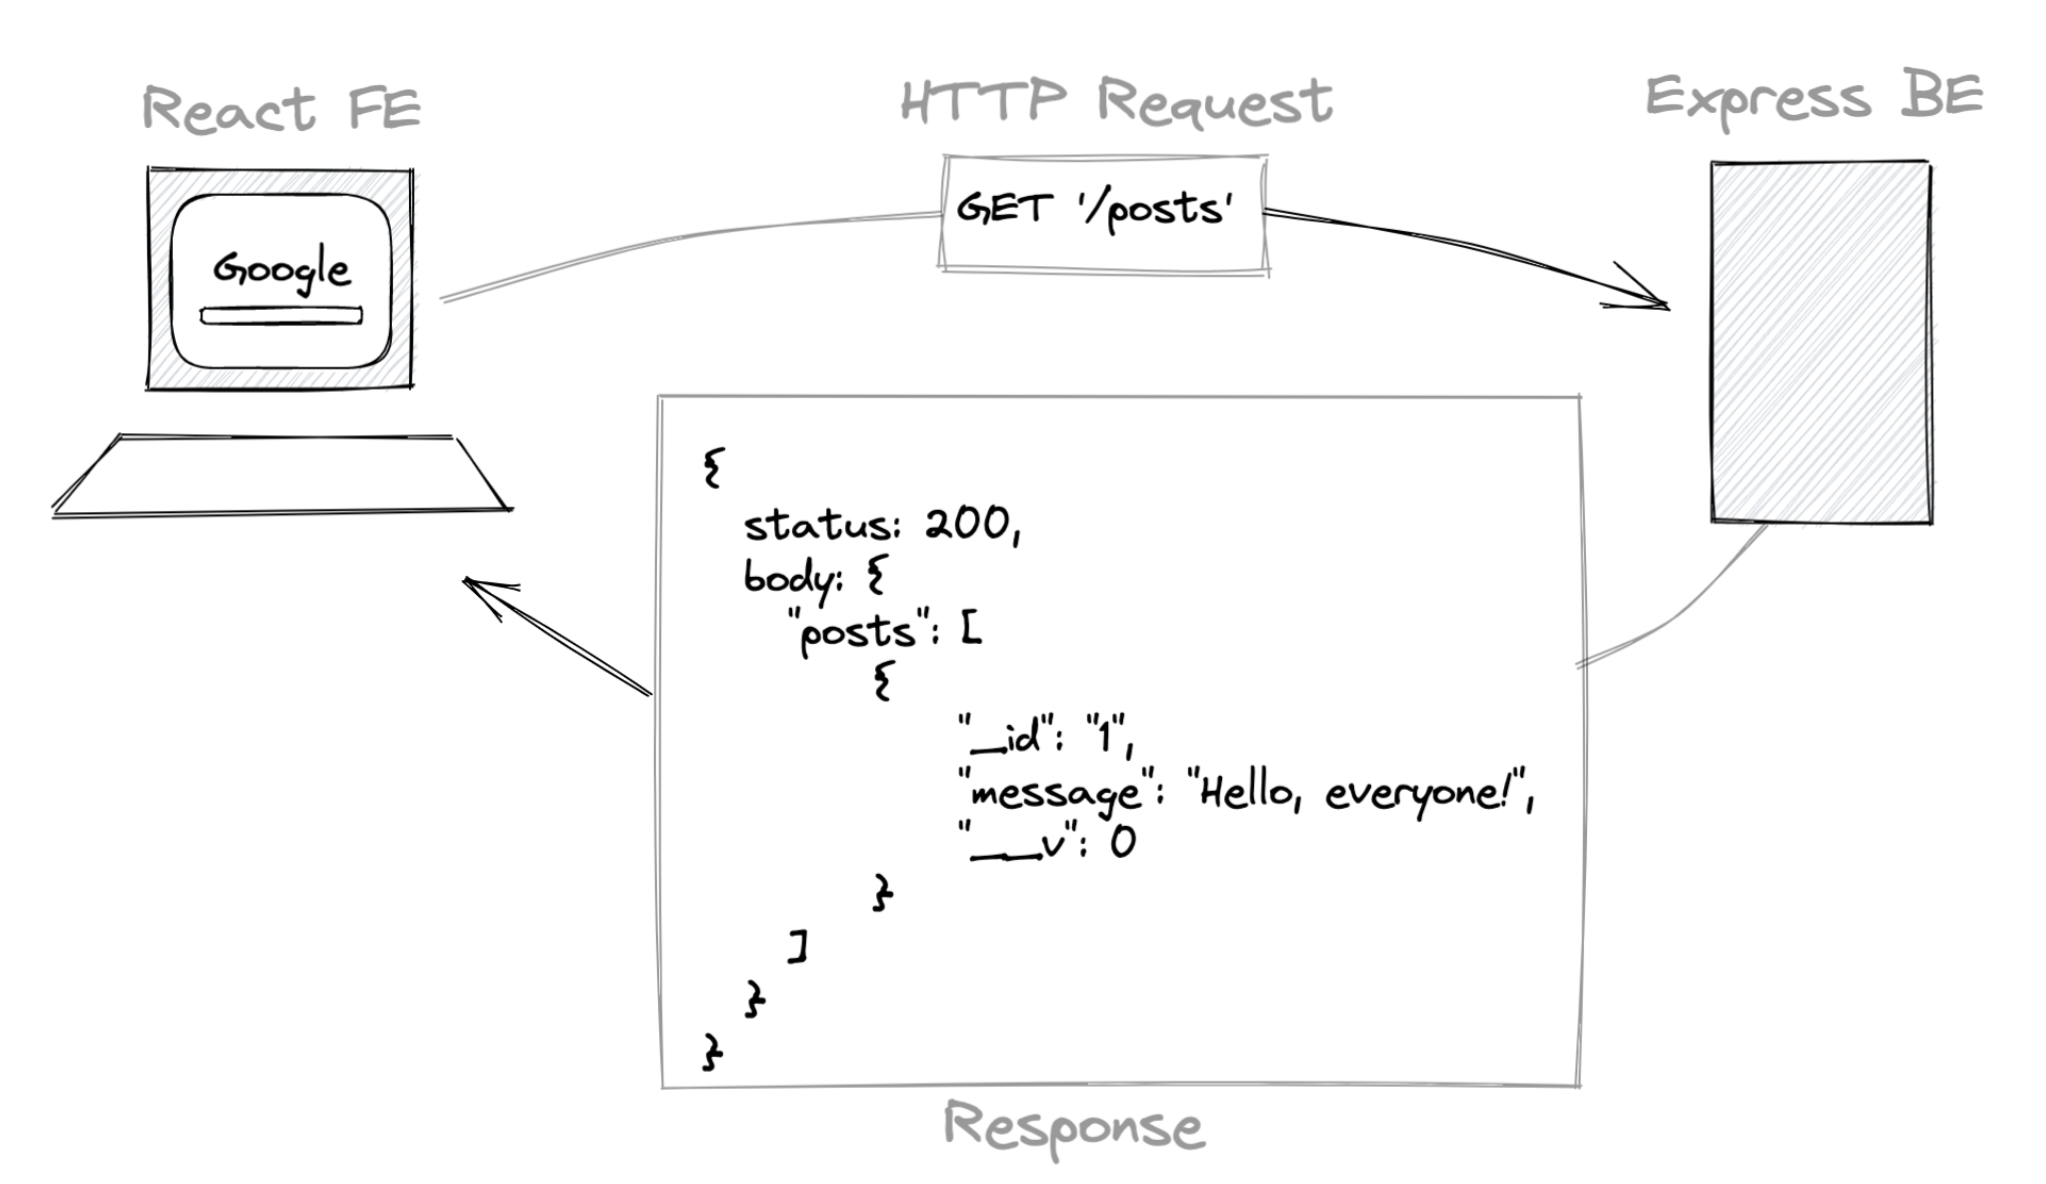 React FE
HTTP Request
Express BE
Google
GET '/posts'
{
status: 200,
body: {
"posts": [
{
"_id": "1",
"message": "Hello, everyone!",
"__v": 0
}
]
}
}
Response